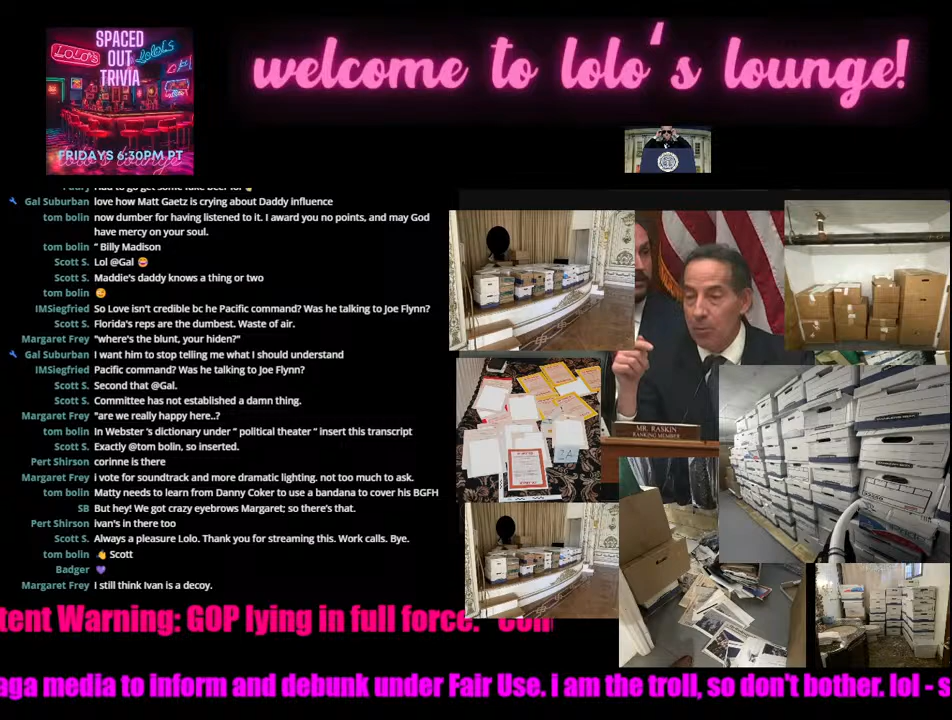 SPACED
OUT
TRIVIA
LOLO'S
FRIDAYS 6:30PM PT
lolo's lounge
welcome to lolo's lounge!
Gal Suburban love how Matt Gaetz is crying about Daddy influence
tom bolin now dumber for having listened to it. I award you no points, and may God
have mercy on your soul.
tom bolin “ Billy Madison
Scott S. Lol @Gal 😄
Scott S. Maddie's daddy knows a thing or two
tom bolin 🥴
IMSiegfried So Love isn't credible bc he Pacific command? Was he talking to Joe Flynn?
Scott S. Florida's reps are the dumbest. Waste of air.
Margaret Frey "where's the blunt, your hiden?"
Gal Suburban I want him to stop telling me what I should understand
IMSiegfried Pacific command? Was he talking to Joe Flynn?
Scott S. Second that @Gal.
Scott S. Committee has not established a damn thing.
Margaret Frey "are we really happy here..?
tom bolin In Webster ‘s dictionary under “ political theater “ insert this transcript
Scott S. Exactly @tom bolin, so inserted.
Pert Shirson corinne is there
Margaret Frey i vote for soundtrack and more dramatic lighting. not too much to ask.
tom bolin Matty needs to learn from Danny Coker to use a bandana to cover his BGFH
SB But hey! We got crazy eyebrows Margaret; so there's that.
Pert Shirson ivan's in there too
Scott S. Always a pleasure Lolo. Thank you for streaming this. Work calls. Bye.
tom bolin 👋 Scott
Badger 💜
Margaret Frey I still think Ivan is a decoy.
MR. RASKIN
RANKING MEMBER
2A
tent Warning: GOP lying in full force.
ega media to inform and debunk under Fair Use. i am the troll, so don't bother. lol - s